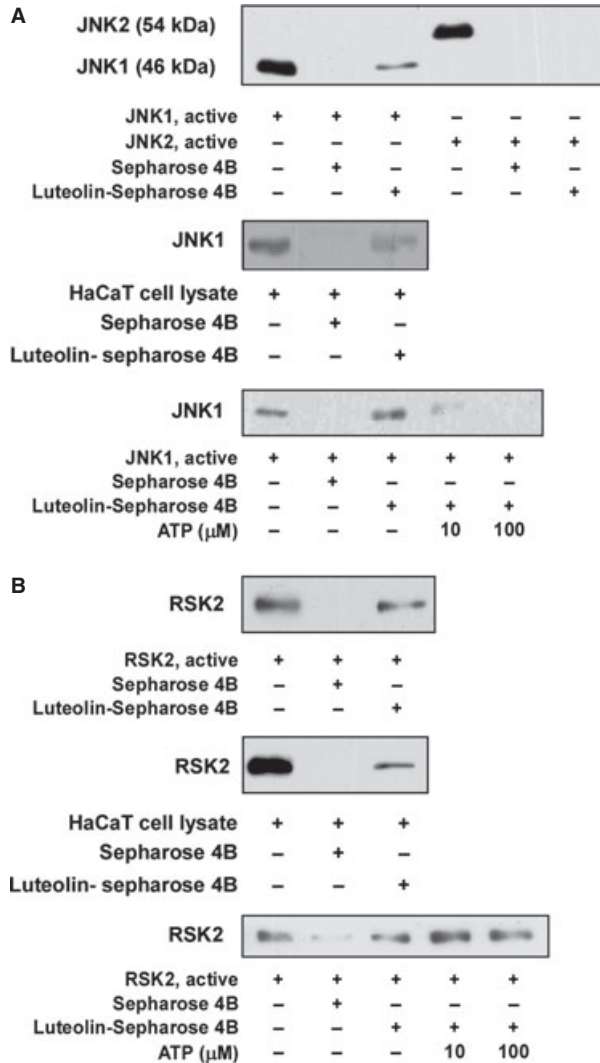 A
JNK2 (54 kDa)
JNK1 (46 kDa)
JNK1, active + + + – – –
JNK2, active – – – + + +
Sepharose 4B – + – – + –
Luteolin-Sepharose 4B – – + – – +
JNK1
HaCaT cell lysate + + +
Sepharose 4B – + –
Luteolin- sepharose 4B – – +
JNK1
JNK1, active + + + + +
Sepharose 4B – + – – –
Luteolin-Sepharose 4B – – + + +
ATP (μM) – – – 10 100
B
RSK2
RSK2, active + + +
Sepharose 4B – + –
Luteolin-Sepharose 4B – – +
RSK2
HaCaT cell lysate + + +
Sepharose 4B – + –
Luteolin- sepharose 4B – – +
RSK2
RSK2, active + + + + +
Sepharose 4B – + – – –
Luteolin-Sepharose 4B – – + + +
ATP (μM) – – – 10 100